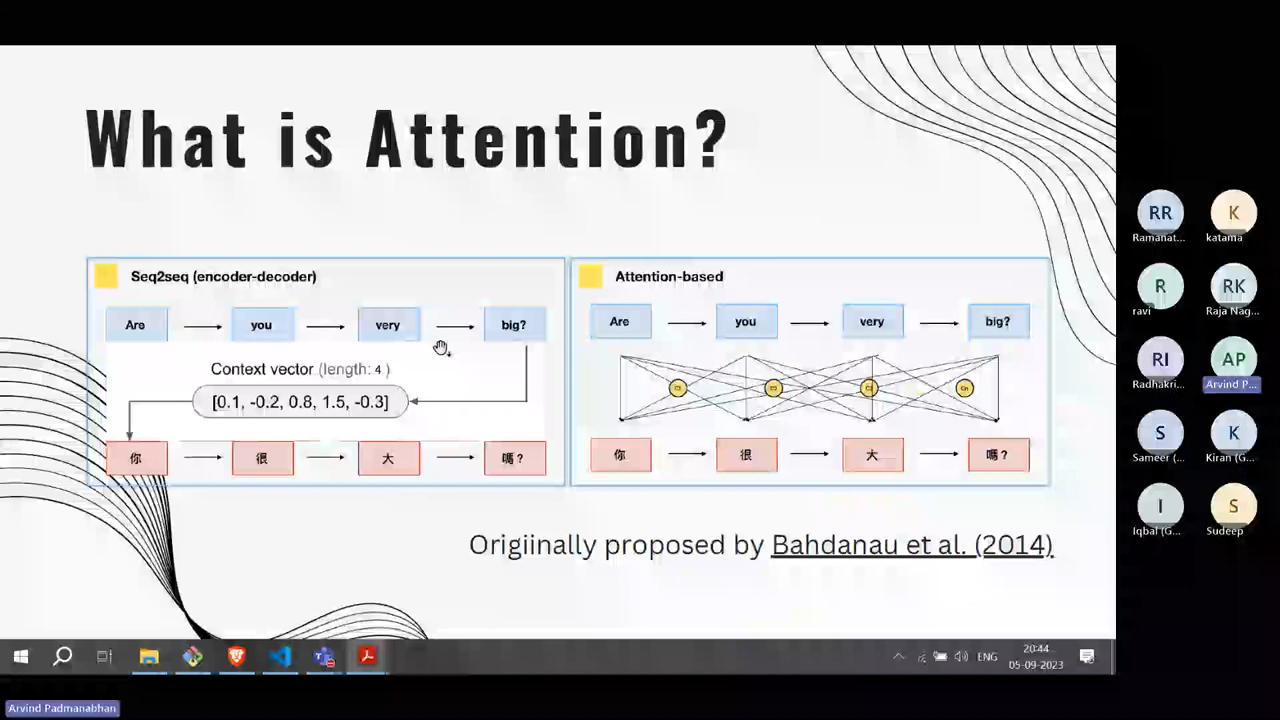 What is Attention?
Seq2seq (encoder-decoder)
Are you very big?
Context vector (length: 4 )
[0.1, -0.2, 0.8, 1.5, -0.3]
你 很 大 嗎？
Attention-based
Are you very big?
你 很 大 嗎？
Origiinally proposed by Bahdanau et al. (2014)
RR K
Ramanat... katama
R RK
ravi Raja Nag...
RI AP
Radhakri... Arvind P...
S K
Sameer (... Kiran (G...
I S
Iqbal (G... Sudeep
ENG
20:44
05-09-2023
Arvind Padmanabhan